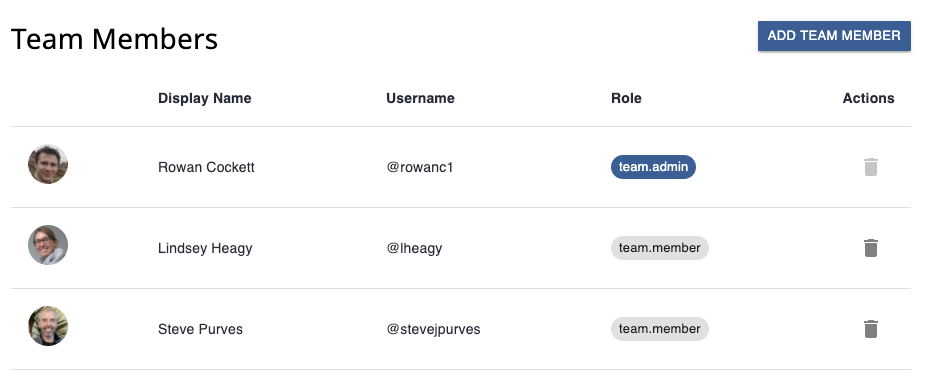 Team Members
ADD TEAM MEMBER
Display Name Username Role Actions
Rowan Cockett @rowanc1 team.admin
Lindsey Heagy @lheagy team.member
Steve Purves @stevejpurves team.member